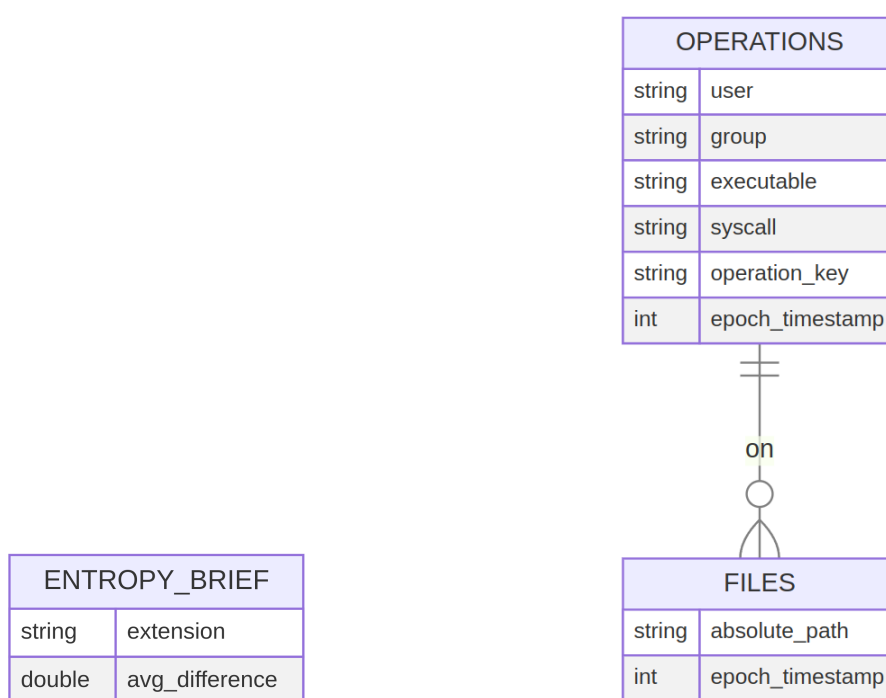 OPERATIONS
string user
string group
string executable
string syscall
string operation_key
int epoch_timestamp
on
ENTROPY_BRIEF
string extension
double avg_difference
FILES
string absolute_path
int epoch_timestamp